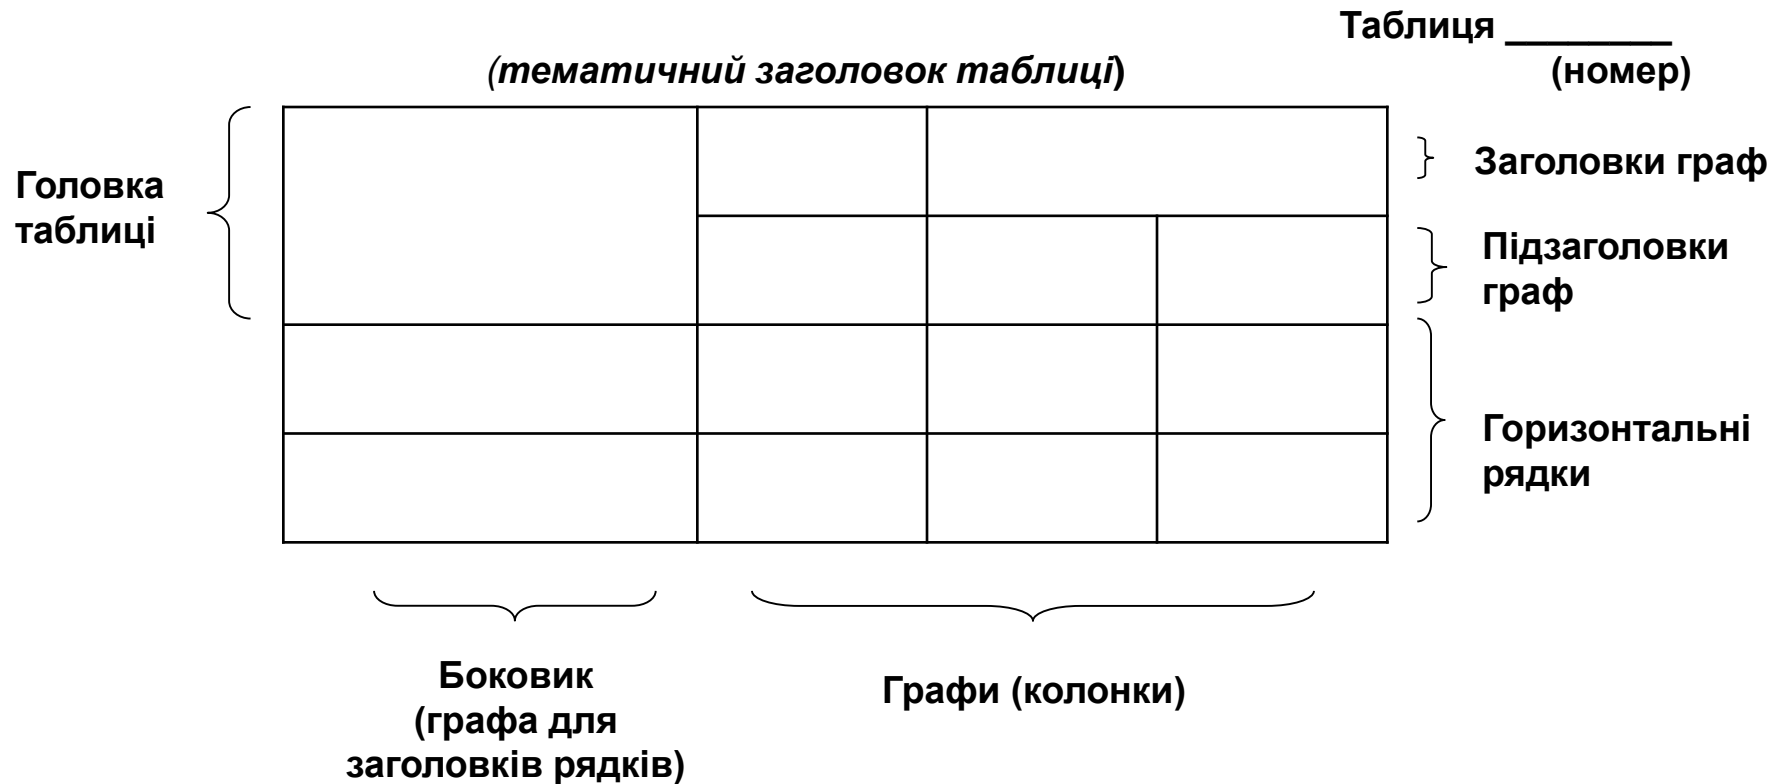 Таблиця ________
(тематичний заголовок таблиці)
(номер)
Заголовки граф
Головка
таблиці
Підзаголовки
граф
Горизонтальні
рядки
Боковик
(графа для
заголовків рядків)
Графи (колонки)